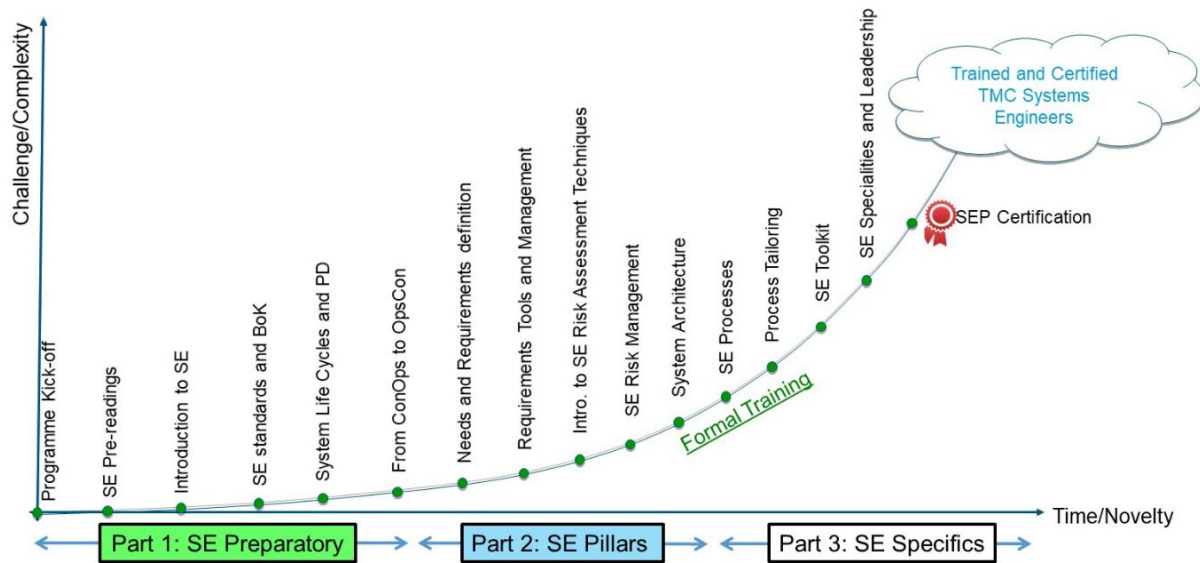 Challenge/Complexity
Programme Kick-off
SE Pre-readings
Introduction to SE
SE standards and BoK
System Life Cycles and PD
From ConOps to OpsCon
Needs and Requirements definition
Requirements Tools and Management
Intro. to SE Risk Assessment Techniques
SE Risk Management
System Architecture
SE Processes
Process Tailoring
SE Toolkit
SE Specialities and Leadership
Trained and Certified
TMC Systems
Engineers
SEP Certification
Formal Training
Time/Novelty
Part 1: SE Preparatory
Part 2: SE Pillars
Part 3: SE Specifics